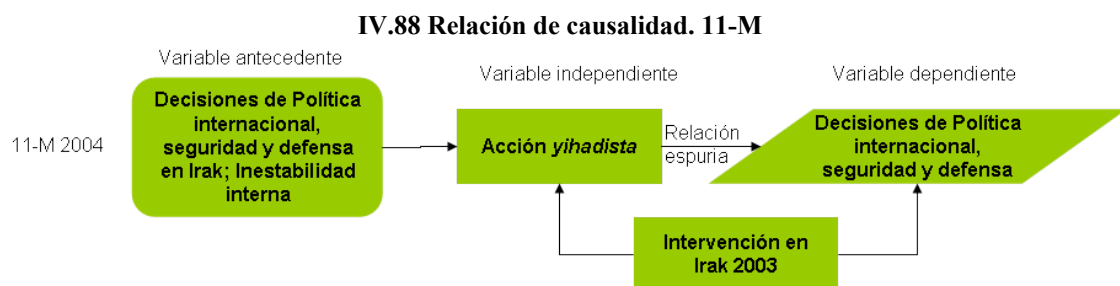 IV.88 Relación de causalidad. 11-M
Variable antecedente
Variable independiente
Variable dependiente
11-M 2004
Decisiones de Política
internacional,
seguridad y defensa
en Irak; Inestabilidad
interna
Acción yihadista
Relación
espuria
Decisiones de Política
internacional,
seguridad y defensa
Intervención en
Irak 2003